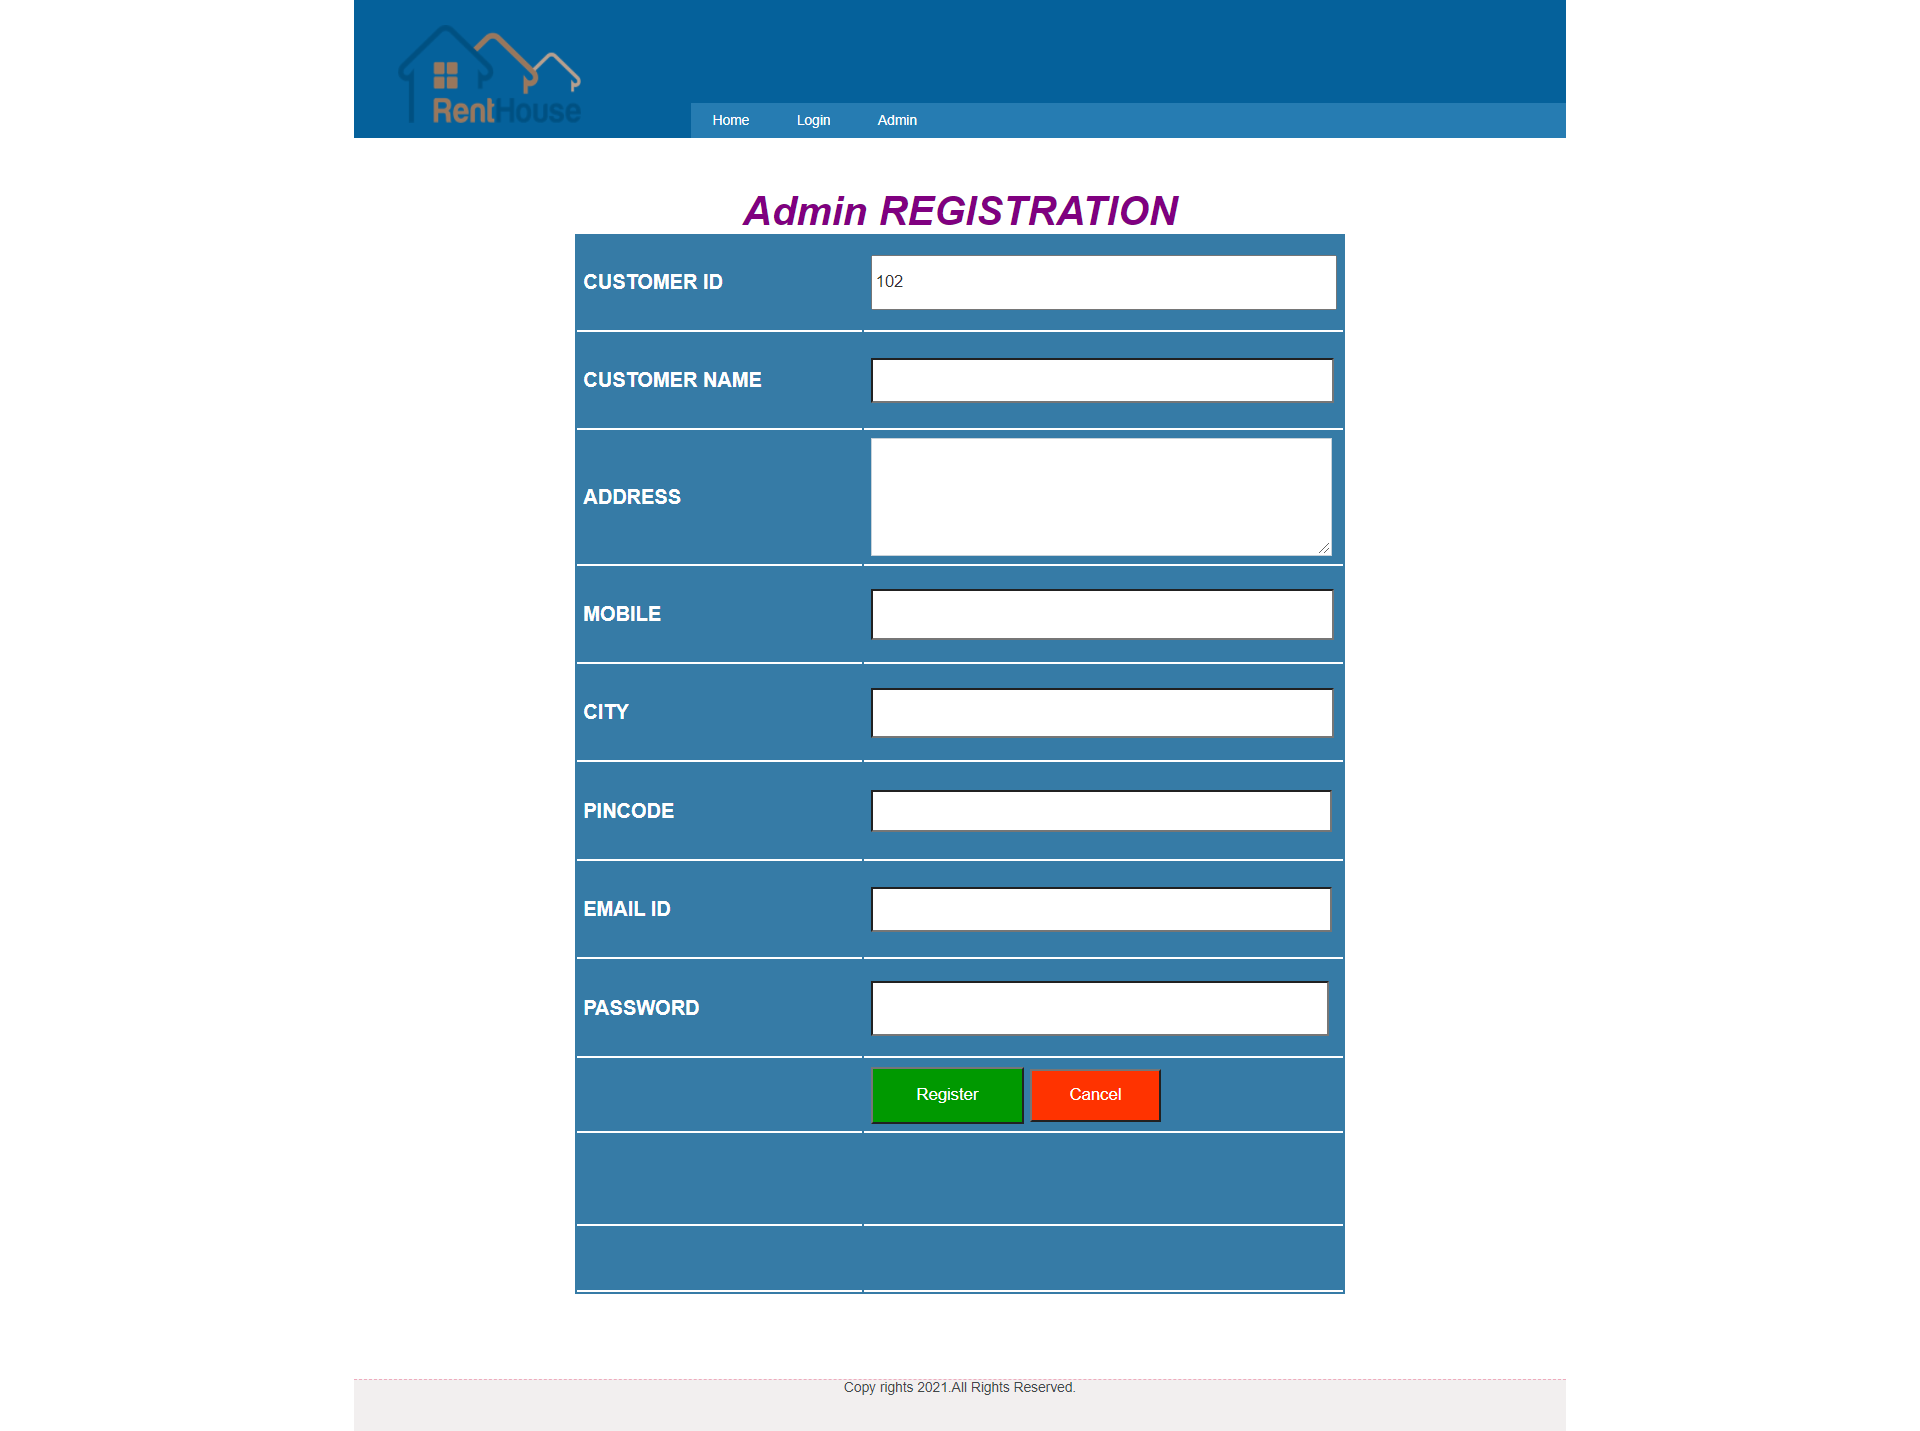 RentHouse
Home Login Admin
Admin REGISTRATION
CUSTOMER ID 102
CUSTOMER NAME
ADDRESS
MOBILE
CITY
PINCODE
EMAIL ID
PASSWORD
Register Cancel
Copy rights 2021.All Rights Reserved.